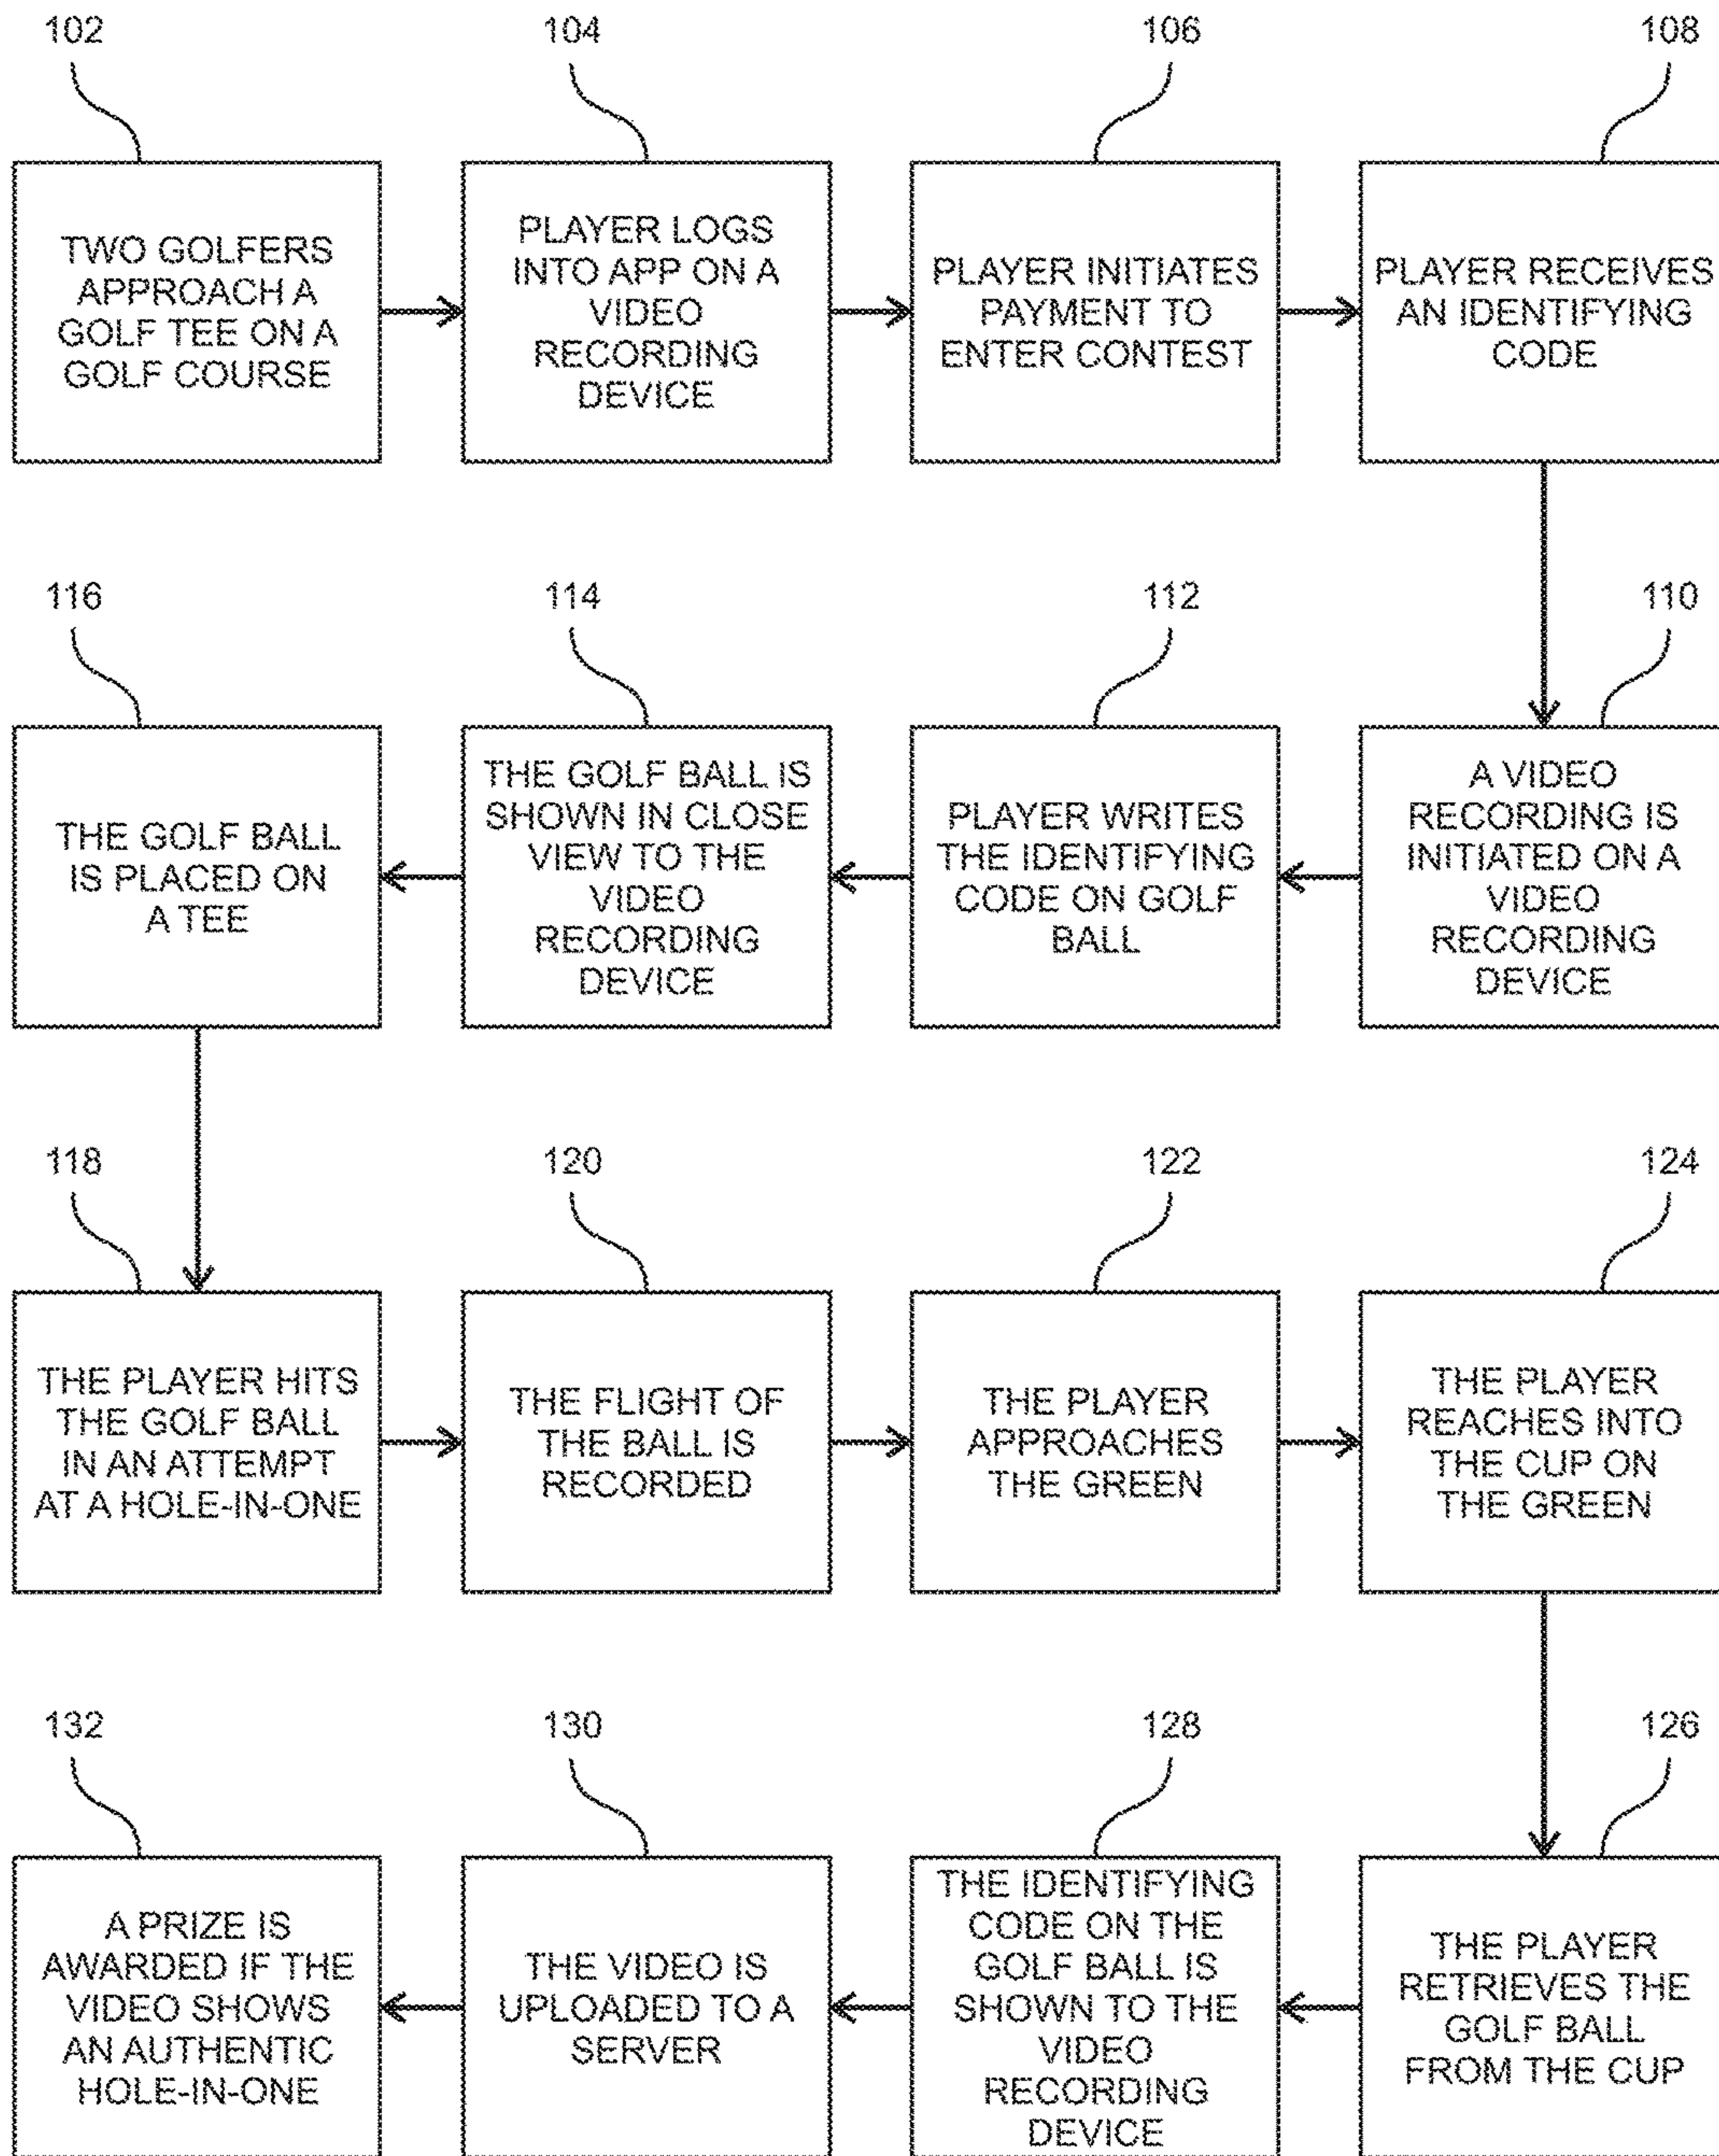 102
TWO GOLFERS
APPROACH A
GOLF TEE ON A
GOLF COURSE
104
PLAYER LOGS
INTO APP ON A
VIDEO
RECORDING
DEVICE
106
PLAYER INITIATES
PAYMENT TO
ENTER CONTEST
108
PLAYER RECEIVES
AN IDENTIFYING
CODE
110
A VIDEO
RECORDING IS
INITIATED ON A
VIDEO
RECORDING
DEVICE
112
PLAYER WRITES
THE IDENTIFYING
CODE ON GOLF
BALL
114
THE GOLF BALL IS
SHOWN IN CLOSE
VIEW TO THE
VIDEO
RECORDING
DEVICE
116
THE GOLF BALL
IS PLACED ON
A TEE
118
THE PLAYER HITS
THE GOLF BALL
IN AN ATTEMPT
AT A HOLE-IN-ONE
120
THE FLIGHT OF
THE BALL IS
RECORDED
122
THE PLAYER
APPROACHES
THE GREEN
124
THE PLAYER
REACHES INTO
THE CUP ON
THE GREEN
126
THE PLAYER
RETRIEVES THE
GOLF BALL
FROM THE CUP
128
THE IDENTIFYING
CODE ON THE
GOLF BALL IS
SHOWN TO THE
VIDEO
RECORDING
DEVICE
130
THE VIDEO IS
UPLOADED TO A
SERVER
132
A PRIZE IS
AWARDED IF THE
VIDEO SHOWS
AN AUTHENTIC
HOLE-IN-ONE